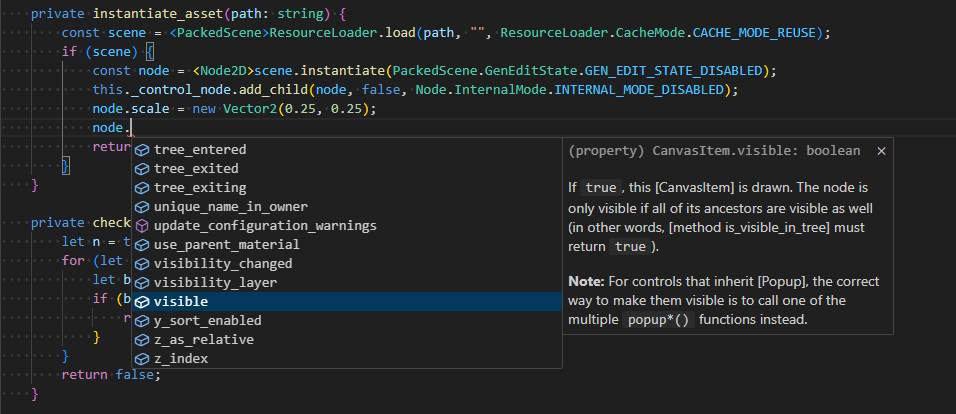 private instantiate_asset(path: string) {
const scene = <PackedScene>ResourceLoader.load(path, "", ResourceLoader.CacheMode.CACHE_MODE_REUSE);
if (scene) {
const node = <Node2D>scene.instantiate(PackedScene.GenEditState.GEN_EDIT_STATE_DISABLED);
this._control_node.add_child(node, false, Node.InternalMode.INTERNAL_MODE_DISABLED);
node.scale = new Vector2(0.25, 0.25);
node.
retur
}
}
private check
let n = t
for (let
let b
if (b
r
}
}
return false;
}
tree_entered
tree_exited
tree_exiting
unique_name_in_owner
update_configuration_warnings
use_parent_material
visibility_changed
visibility_layer
visible
y_sort_enabled
z_as_relative
z_index
(property) CanvasItem.visible: boolean
If true, this [CanvasItem] is drawn. The node is
only visible if all of its ancestors are visible as well
(in other words, [method is_visible_in_tree] must
return true ).
Note: For controls that inherit [Popup], the correct
way to make them visible is to call one of the
multiple popup*() functions instead.